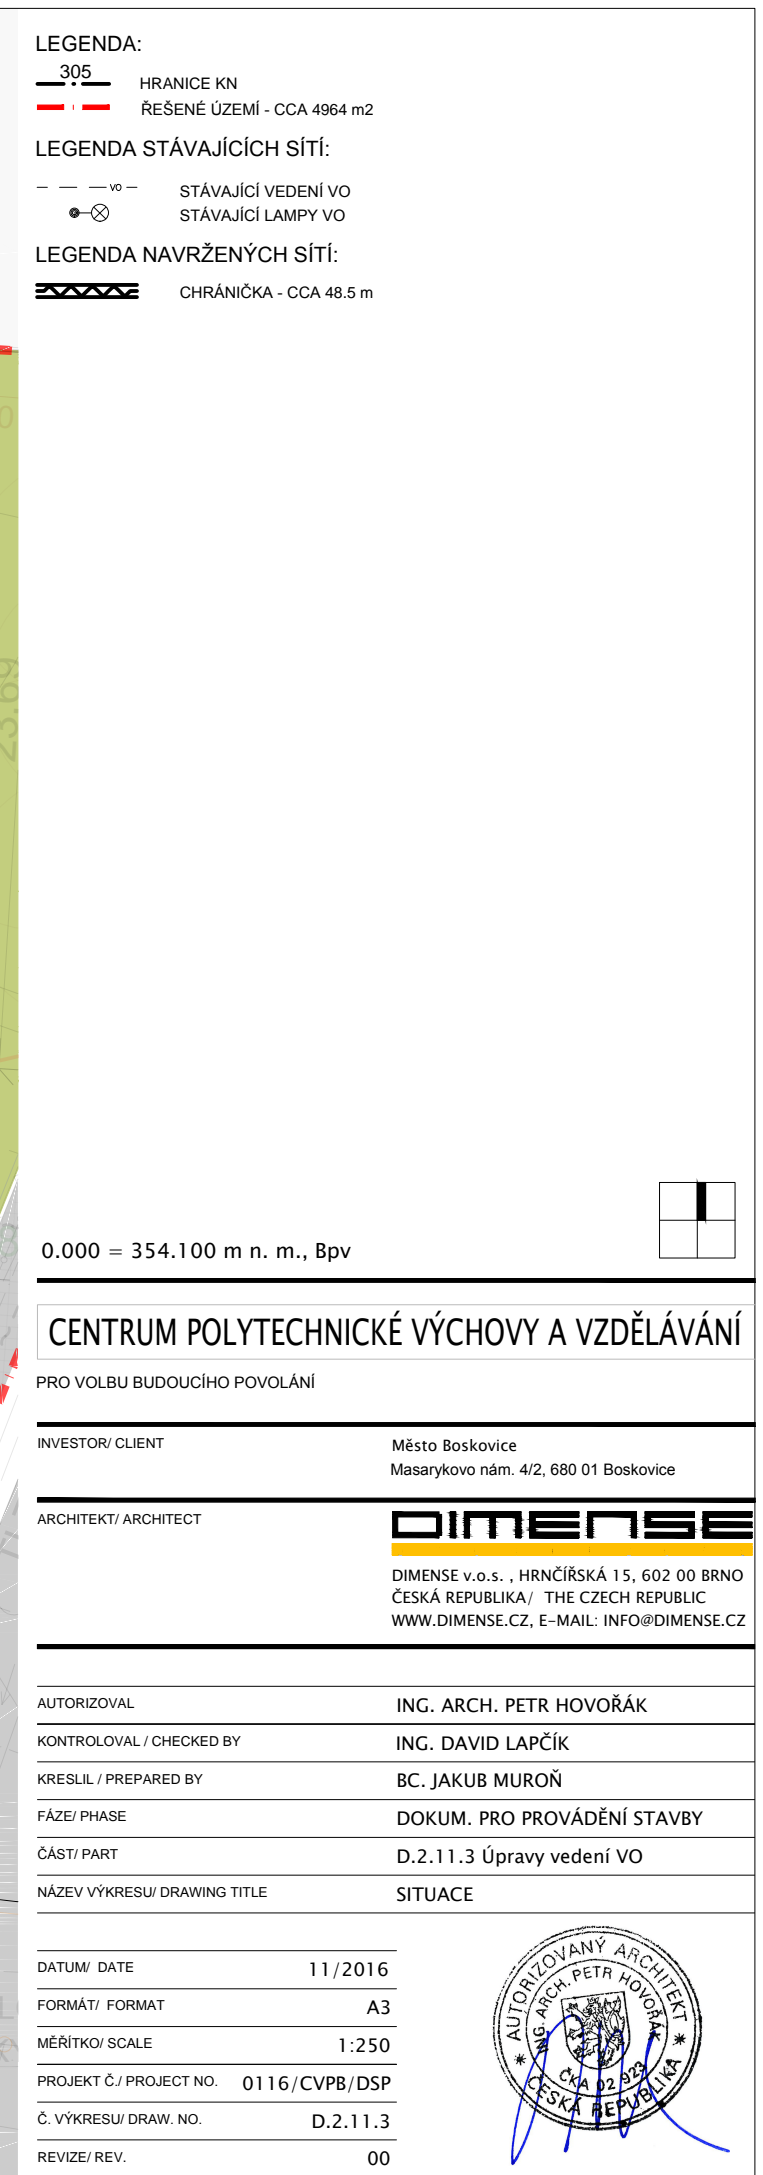 LEGENDA:
305
HRANICE KN
ŘEŠENÉ ÚZEMÍ - CCA 4964 m2
LEGENDA STÁVAJÍCÍCH SÍTÍ:
VO
STÁVAJÍCÍ VEDENÍ VO
STÁVAJÍCÍ LAMPY VO
LEGENDA NAVRŽENÝCH SÍTÍ:
CHRÁNIČKA - CCA 48.5 m
23.69
0.000 = 354.100 m n. m., Bpv
CENTRUM POLYTECHNICKÉ VÝCHOVY A VZDĚLÁVÁNÍ
PRO VOLBU BUDOUCÍHO POVOLÁNÍ
INVESTOR/ CLIENT
Město Boskovice
Masarykovo nám. 4/2, 680 01 Boskovice
ARCHITEKT/ ARCHITECT
DIMENSE
DIMENSE v.o.s. , HRNČÍŘSKÁ 15, 602 00 BRNO
ČESKÁ REPUBLIKA/ THE CZECH REPUBLIC
WWW.DIMENSE.CZ, E-MAIL: INFO@DIMENSE.CZ
AUTORIZOVAL ING. ARCH. PETR HOVOŘÁK
KONTROLOVAL / CHECKED BY ING. DAVID LAPČÍK
KRESLIL / PREPARED BY BC. JAKUB MUROŇ
FÁZE/ PHASE DOKUM. PRO PROVÁDĚNÍ STAVBY
ČÁST/ PART D.2.11.3 Úpravy vedení VO
NÁZEV VÝKRESU/ DRAWING TITLE SITUACE
DATUM/ DATE 11/2016
FORMÁT/ FORMAT A3
MĚŘÍTKO/ SCALE 1:250
PROJEKT Č./ PROJECT NO. 0116/CVPB/DSP
Č. VÝKRESU/ DRAW. NO. D.2.11.3
REVIZE/ REV. 00
AUTORIZOVANÝ ARCHITEKT
ING. ARCH. PETR HOVOŘÁK
ČKA 02 923
ČESKÁ REPUBLIKA